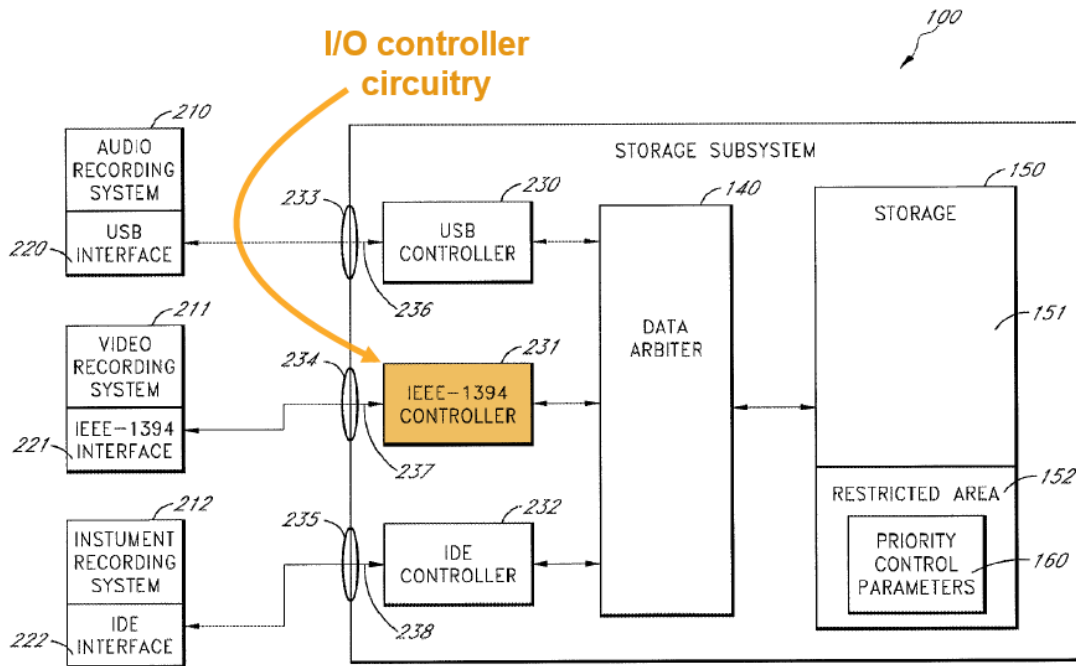 I/O controller
circuitry
100
210
AUDIO
RECORDING
SYSTEM
USB
INTERFACE
220
STORAGE SUBSYSTEM
233
230
USB
CONTROLLER
236
140
DATA
ARBITER
150
STORAGE
151
211
VIDEO
RECORDING
SYSTEM
IEEE-1394
INTERFACE
221
234
231
IEEE-1394
CONTROLLER
237
152
RESTRICTED AREA
PRIORITY
CONTROL
PARAMETERS
160
212
INSTUMENT
RECORDING
SYSTEM
IDE
INTERFACE
222
235
232
IDE
CONTROLLER
238